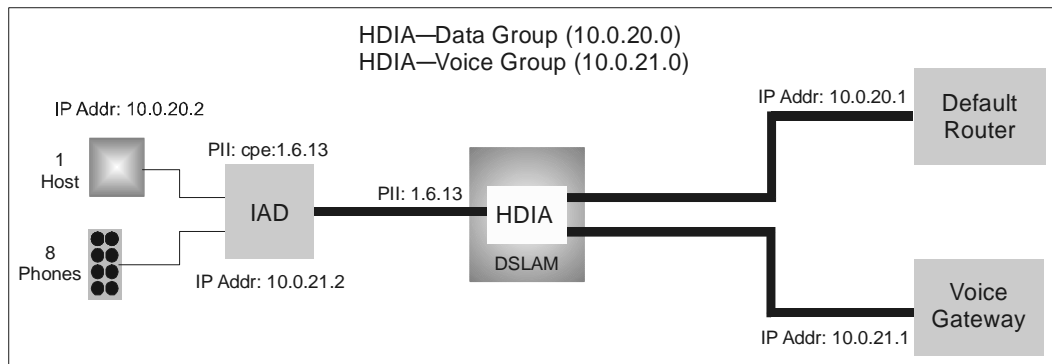 HDIA—Data Group (10.0.20.0)
HDIA—Voice Group (10.0.21.0)
IP Addr: 10.0.20.2
IP Addr: 10.0.20.1
Default
Router
1
Host
PII: cpe:1.6.13
PII: 1.6.13
IAD
HDIA
DSLAM
8
Phones
IP Addr: 10.0.21.2
Voice
Gateway
IP Addr: 10.0.21.1